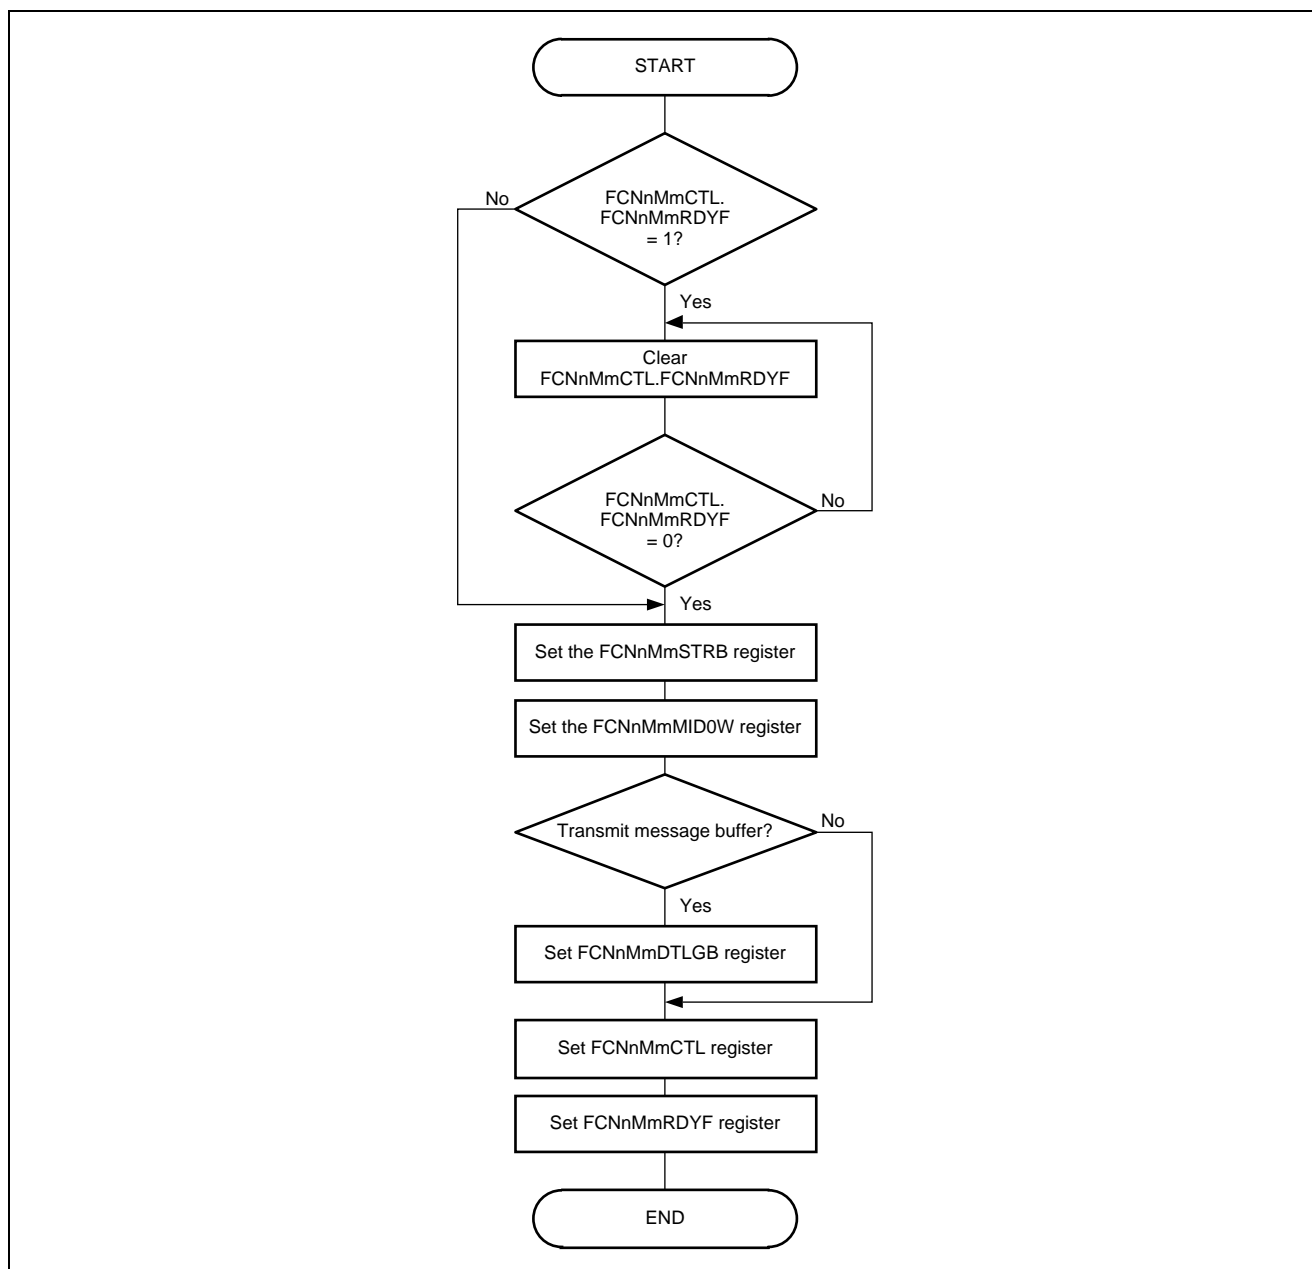 START
FCNnMmCTL.
FCNnMmRDYF
= 1?
No
Yes
Clear
FCNnMmCTL.FCNnMmRDYF
FCNnMmCTL.
FCNnMmRDYF
= 0?
No
Yes
Set the FCNnMmSTRB register
Set the FCNnMmMID0W register
Transmit message buffer?
No
Yes
Set FCNnMmDTLGB register
Set FCNnMmCTL register
Set FCNnMmRDYF register
END